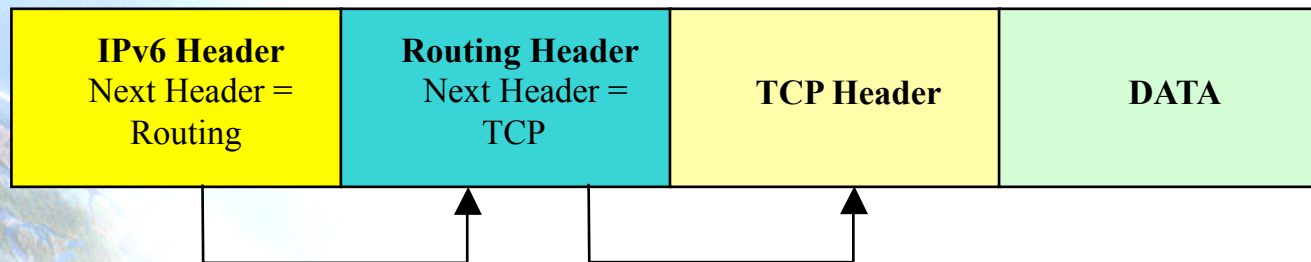 IPv6 Header
Next Header =
Routing
Routing Header
Next Header =
TCP
TCP Header
DATA